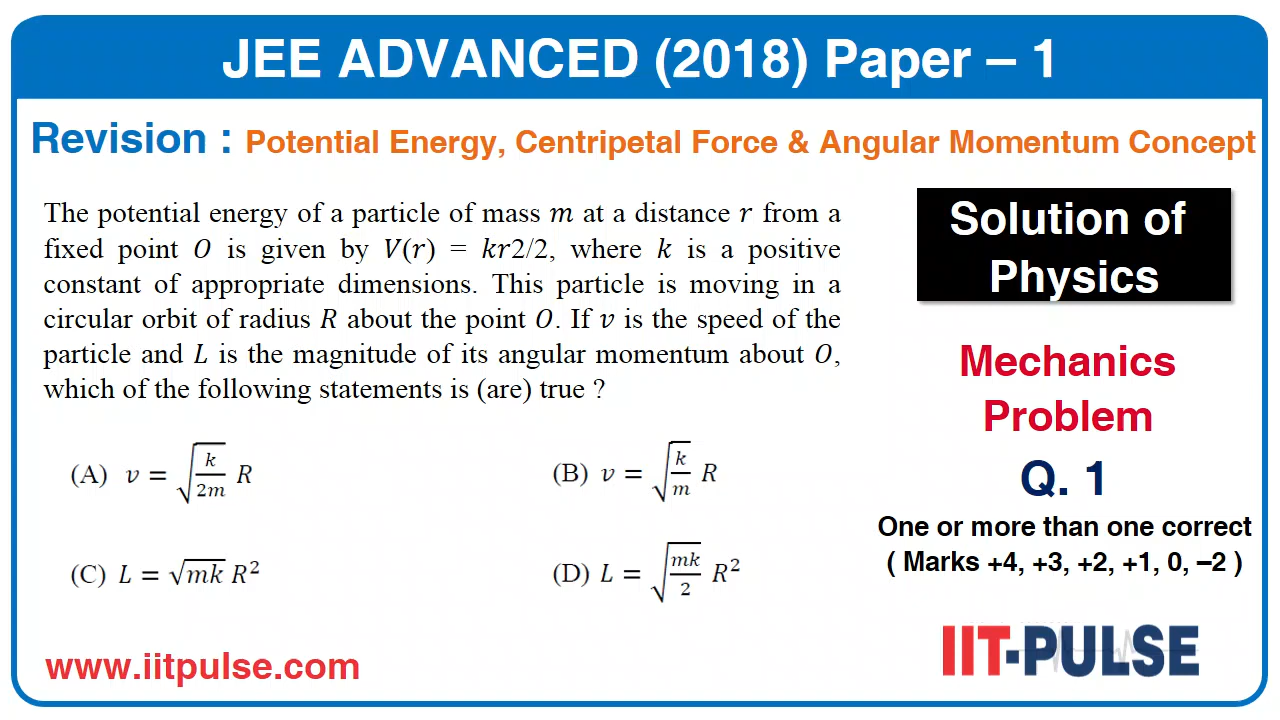 JEE ADVANCED (2018) Paper – 1
Revision : Potential Energy, Centripetal Force & Angular Momentum Concept
The potential energy of a particle of mass m at a distance r from a
fixed point O is given by V(r) = kr2/2, where k is a positive
constant of appropriate dimensions. This particle is moving in a
circular orbit of radius R about the point O. If v is the speed of the
particle and L is the magnitude of its angular momentum about O,
which of the following statements is (are) true ?
(A) v = √(k/2m) R
(B) v = √(k/m) R
(C) L = √mk R²
(D) L = √(mk/2) R²
Solution of
Physics
Mechanics
Problem
Q. 1
One or more than one correct
( Marks +4, +3, +2, +1, 0, –2 )
IIT-PULSE
www.iitpulse.com